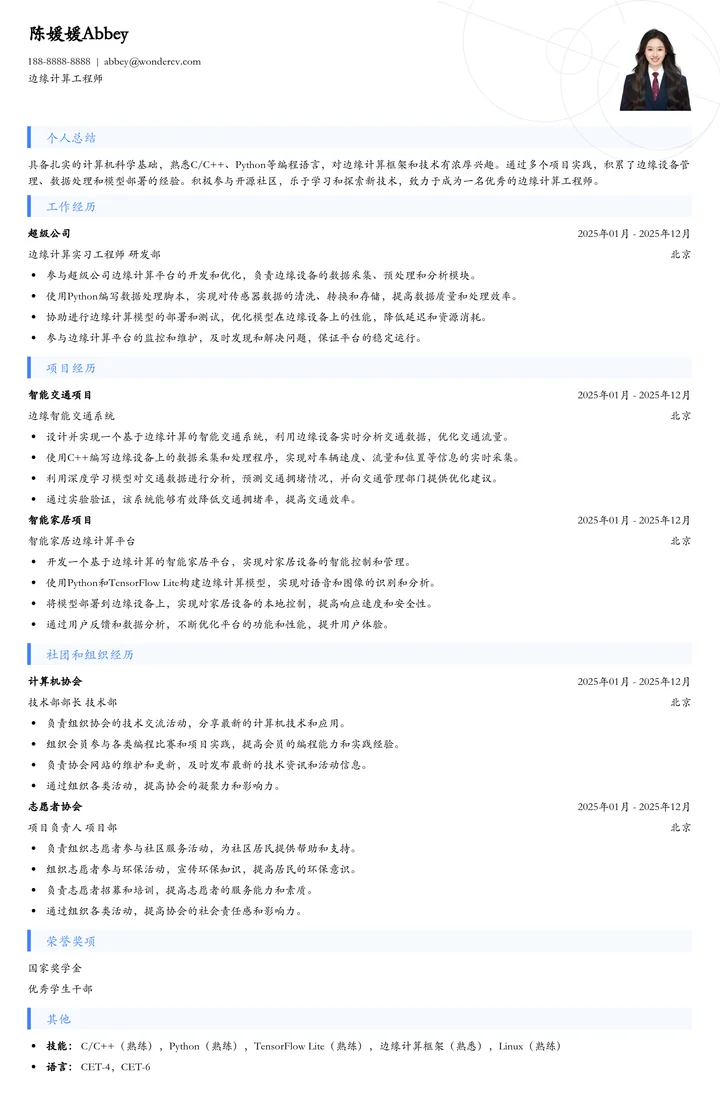 陈媛媛Abbey
188-8888-8888 | abbey@wondercv.com
边缘计算工程师
个人总结
具备扎实的计算机科学基础，熟悉C/C++、Python等编程语言，对边缘计算框架和技术有浓厚兴趣。通过多个项目实践，积累了边缘设备管
理、数据处理和模型部署的经验。积极参与开源社区，乐于学习和探索新技术，致力于成为一名优秀的边缘计算工程师。
工作经历
超级公司 2025年01月 - 2025年12月
边缘计算实习工程师 研发部 北京
• 参与超级公司边缘计算平台的开发和优化，负责边缘设备的数据采集、预处理和分析模块。
• 使用Python编写数据处理脚本，实现对传感器数据的清洗、转换和存储，提高数据质量和处理效率。
• 协助进行边缘计算模型的部署和测试，优化模型在边缘设备上的性能，降低延迟和资源消耗。
• 参与边缘计算平台的监控和维护，及时发现和解决问题，保证平台的稳定运行。
项目经历
智能交通项目 2025年01月 - 2025年12月
边缘智能交通系统 北京
• 设计并实现一个基于边缘计算的智能交通系统，利用边缘设备实时分析交通数据，优化交通流量。
• 使用C++编写边缘设备上的数据采集和处理程序，实现对车辆速度、流量和位置等信息的实时采集。
• 利用深度学习模型对交通数据进行分析，预测交通拥堵情况，并向交通管理部门提供优化建议。
• 通过实验验证，该系统能够有效降低交通拥堵率，提高交通效率。
智能家居项目 2025年01月 - 2025年12月
智能家居边缘计算平台 北京
• 开发一个基于边缘计算的智能家居平台，实现对家居设备的智能控制和管理。
• 使用Python和TensorFlow Lite构建边缘计算模型，实现对语音和图像的识别和分析。
• 将模型部署到边缘设备上，实现对家居设备的本地控制，提高响应速度和安全性。
• 通过用户反馈和数据分析，不断优化平台的功能和性能，提升用户体验。
社团和组织经历
计算机协会 2025年01月 - 2025年12月
技术部部长 技术部 北京
• 负责组织协会的技术交流活动，分享最新的计算机技术和应用。
• 组织会员参与各类编程比赛和项目实践，提高会员的编程能力和实践经验。
• 负责协会网站的维护和更新，及时发布最新的技术资讯和活动信息。
• 通过组织各类活动，提高协会的凝聚力和影响力。
志愿者协会 2025年01月 - 2025年12月
项目负责人 项目部 北京
• 负责组织志愿者参与社区服务活动，为社区居民提供帮助和支持。
• 组织志愿者参与环保活动，宣传环保知识，提高居民的环保意识。
• 负责志愿者招募和培训，提高志愿者的服务能力和素质。
• 通过组织各类活动，提高协会的社会责任感和影响力。
荣誉奖项
国家奖学金
优秀学生干部
其他
• 技能： C/C++（熟练）, Python（熟练）, TensorFlow Lite（熟练）, 边缘计算框架（熟悉）, Linux（熟练）
• 语言： CET-4，CET-6